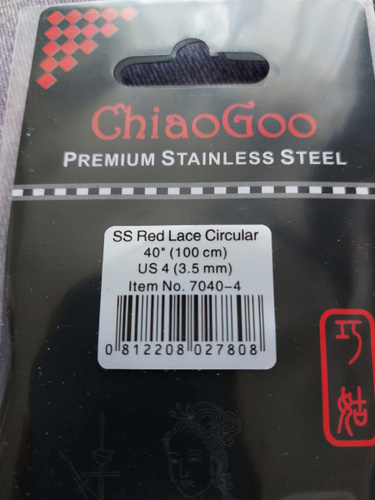 ChiaoGoo
PREMIUM STAINLESS STEEL
SS Red Lace Circular
40" (100 cm)
US 4 (3.5 mm)
Item No. 7040-4
0 812208 027808
巧
姑